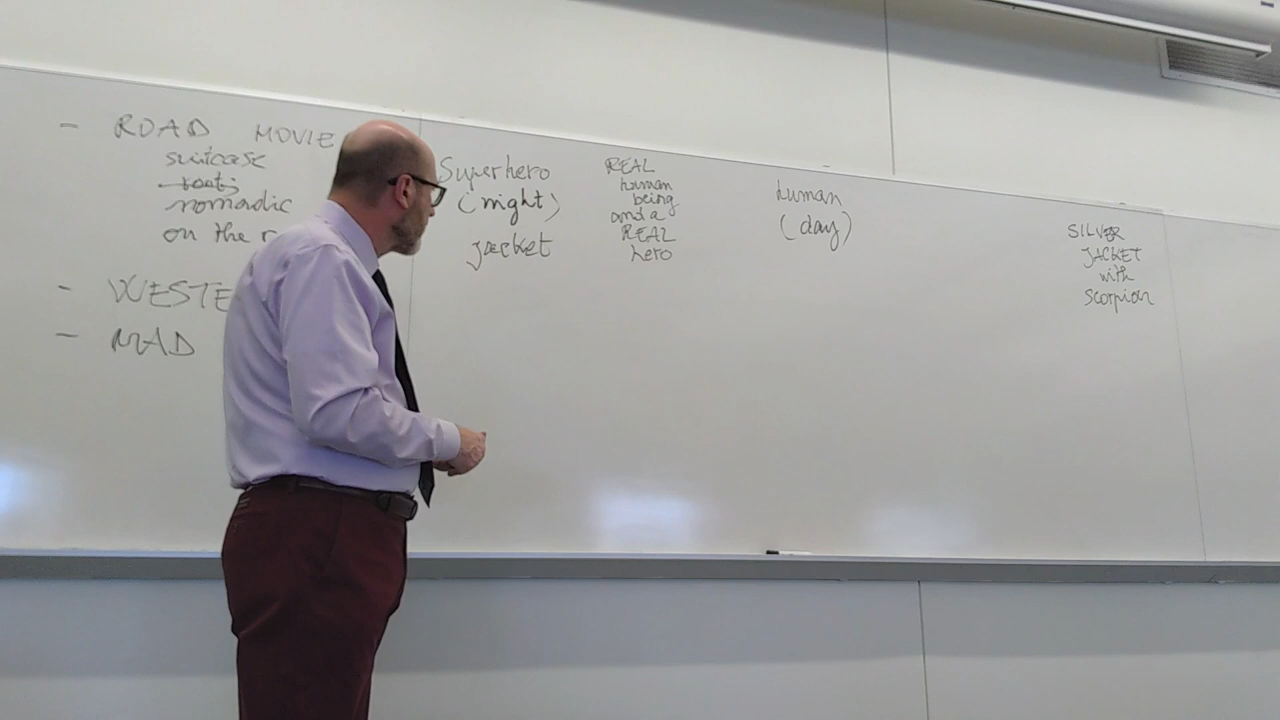 - ROAD MOVIE
suitcase
roots
nomadic
on the r
- WESTE
- MAD
Superhero
(night)
jacket
REAL
human
being
and a
REAL
hero
human
(day)
SILVER
JACKET
with
scorpion